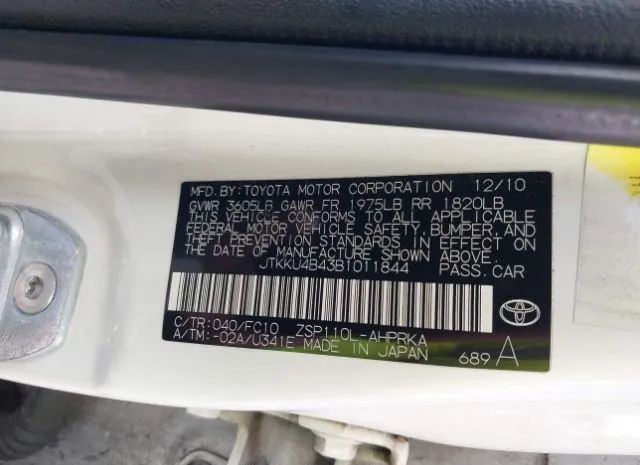 MFD.BY:TOYOTA MOTOR CORPORATION 12/10
GVWR 3605LB GAWR FR 1975LB RR 1820LB
THIS VEHICLE CONFORMS TO ALL APPLICABLE
FEDERAL MOTOR VEHICLE SAFETY,BUMPER,AND
THEFT PREVENTION STANDARDS IN EFFECT ON
THE DATE OF MANUFACTURE SHOWN ABOVE.
JTKKU4B43B1011844 PASS.CAR
C/TR:040/FC10 ZSP110L-AHPRKA
A/TM:-02A/U341E MADE IN JAPAN
689 A